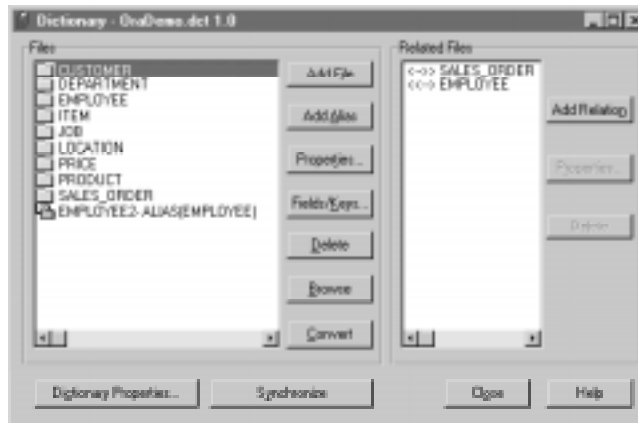 Dictionary - OraDemo.dct 1.0
Files
CUSTOMER
DEPARTMENT
EMPLOYEE
ITEM
JOB
LOCATION
PRICE
PRODUCT
SALES_ORDER
EMPLOYEE2- ALIAS(EMPLOYEE)
Add File
Add Alias
Properties...
Fields/Keys...
Delete
Browse
Convert
Related Files
<->> SALES_ORDER
<<-> EMPLOYEE
Add Relation
Properties...
Delete
Dictionary Properties...
Synchronize
Close
Help